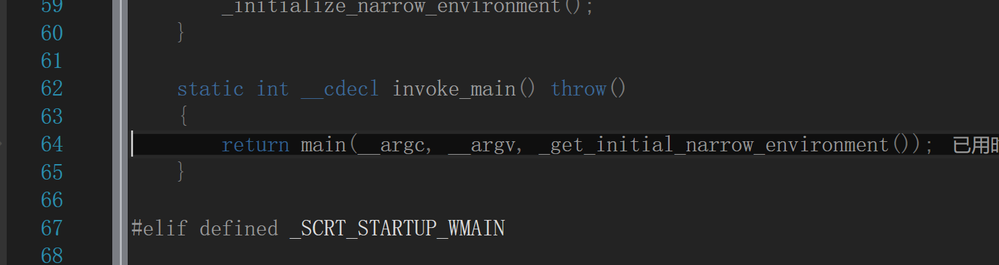 59 _initialize_narrow_environment();
60 }
61
62 static int __cdecl invoke_main() throw()
63 {
64 return main(__argc, __argv, _get_initial_narrow_environment()); 已用时
65 }
66
67 #elif defined _SCRT_STARTUP_WMAIN
68